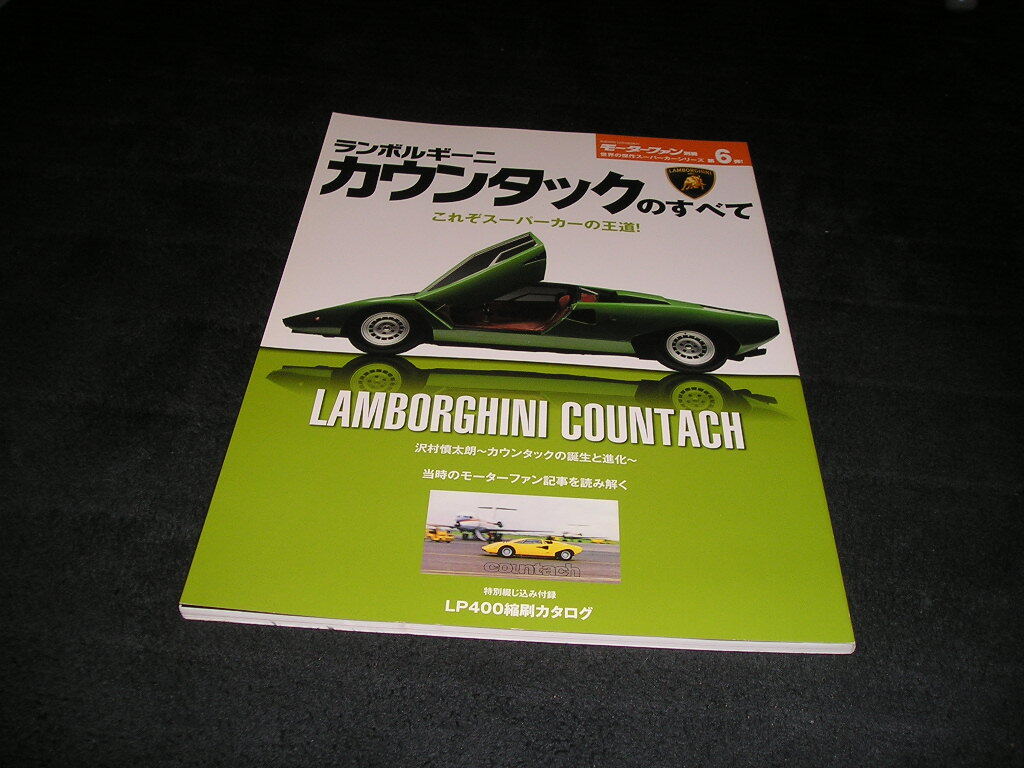 モーターファン別冊
世界の傑作スーパーカーシリーズ 第6弾!
ランボルギーニ
LAMBORGHINI
カウンタックのすべて
これぞスーパーカーの王道!
LAMBORGHINI COUNTACH
沢村慎太朗〜カウンタックの誕生と進化〜
当時のモーターファン記事を読み解く
countach
特別綴じ込み付録
LP400縮刷カタログ